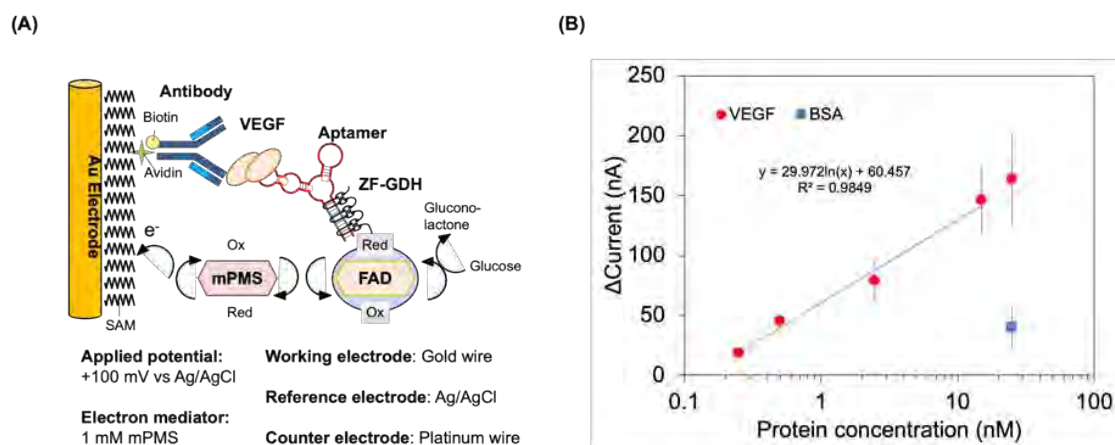 (A)
Antibody
Biotin
VEGF
Aptamer
Avidin
ZF-GDH
Glucono-
lactone
Au Electrode
e-
Ox
Red
Glucose
mPMS
FAD
Red
Ox
SAM
Applied potential:
+100 mV vs Ag/AgCl
Electron mediator:
1 mM mPMS
Working electrode: Gold wire
Reference electrode: Ag/AgCl
Counter electrode: Platinum wire
(B)
250
200
150
100
50
0
ΔCurrent (nA)
VEGF
BSA
y = 29.972ln(x) + 60.457
R² = 0.9849
0.1
1
10
100
Protein concentration (nM)